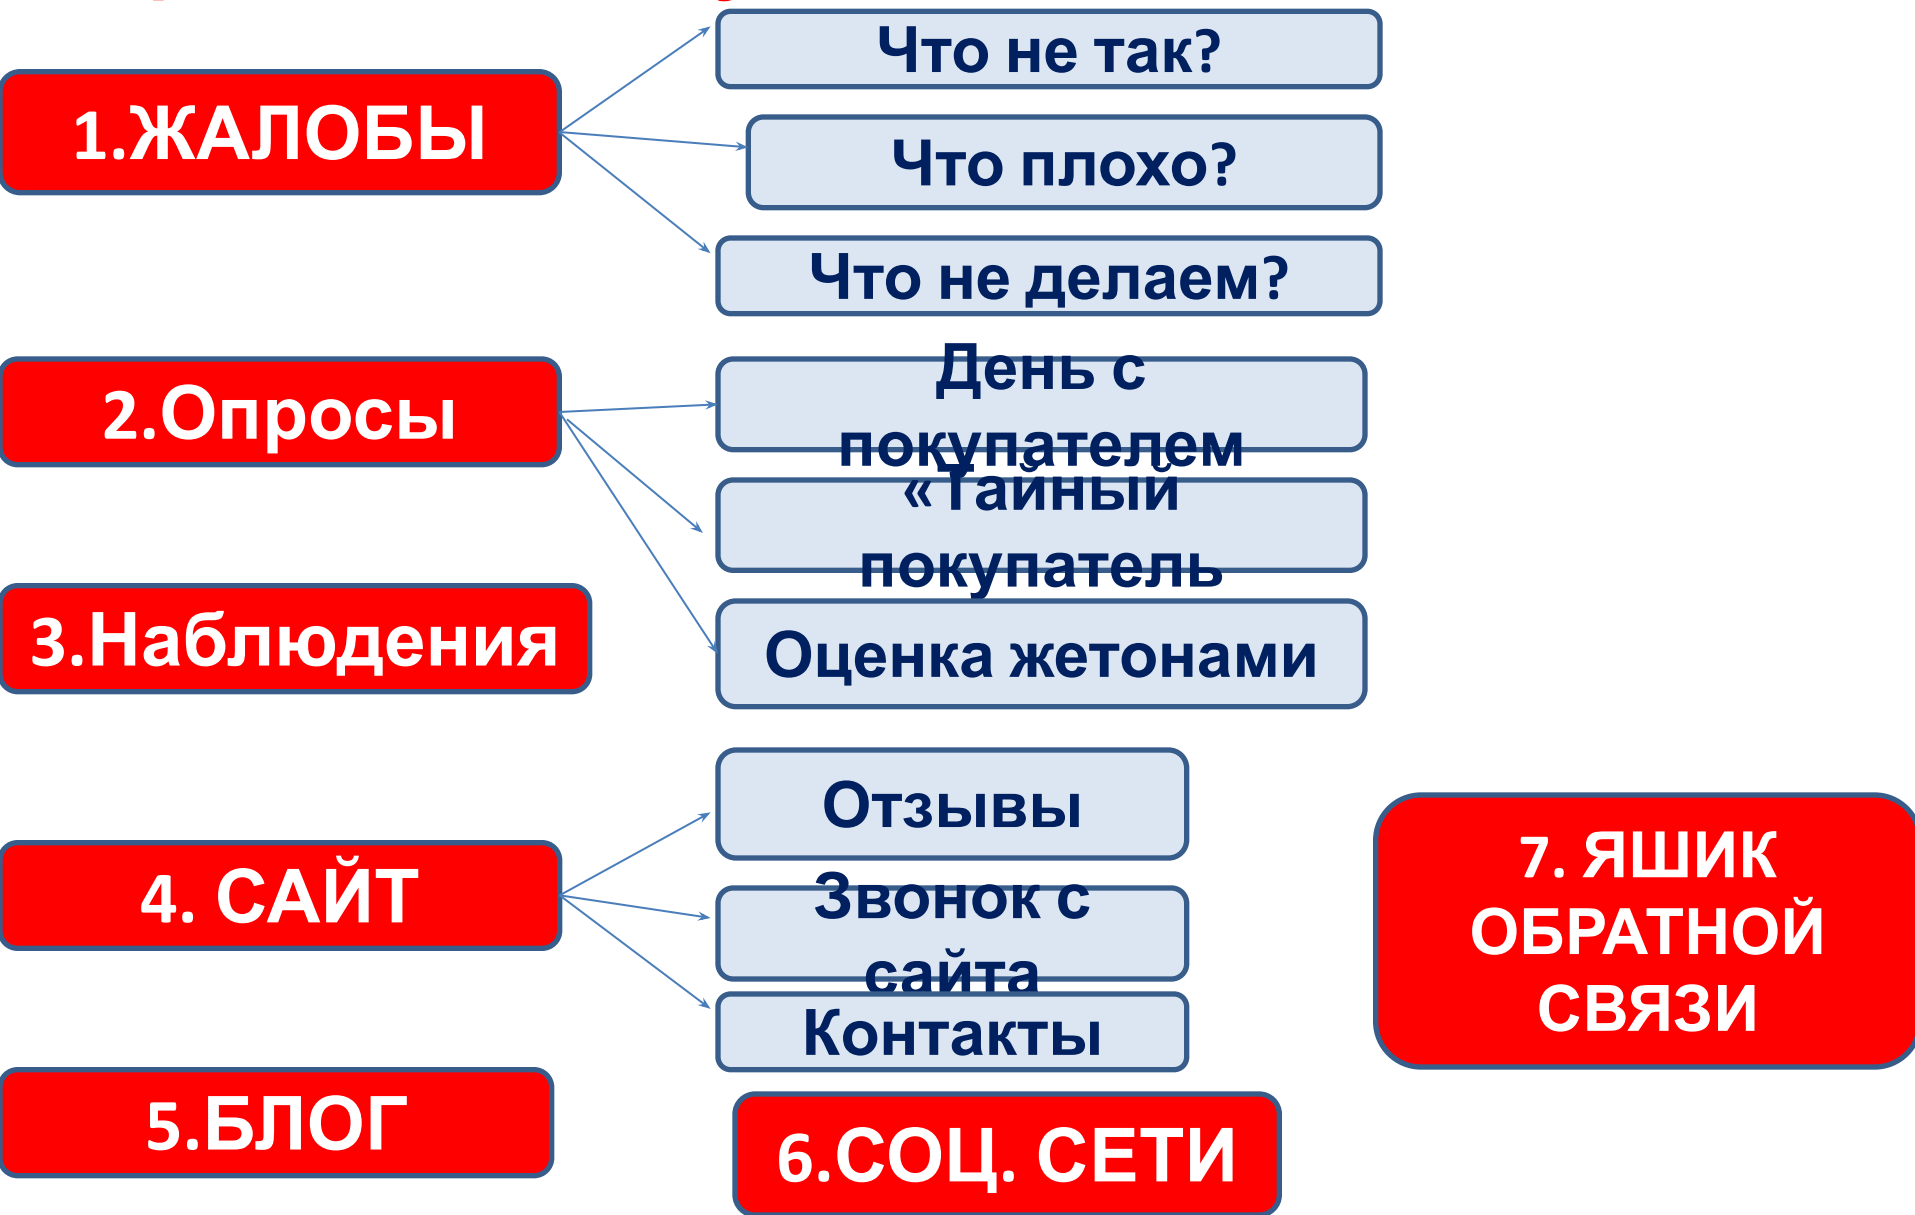 1.ЖАЛОБЫ
Что не так?
Что плохо?
Что не делаем?
2.Опросы
День с
покупателем
«Тайный
покупатель
Оценка жетонами
3.Наблюдения
4. САЙТ
Отзывы
Звонок с
сайта
Контакты
5.БЛОГ
6.СОЦ. СЕТИ
7. ЯШИК
ОБРАТНОЙ
СВЯЗИ